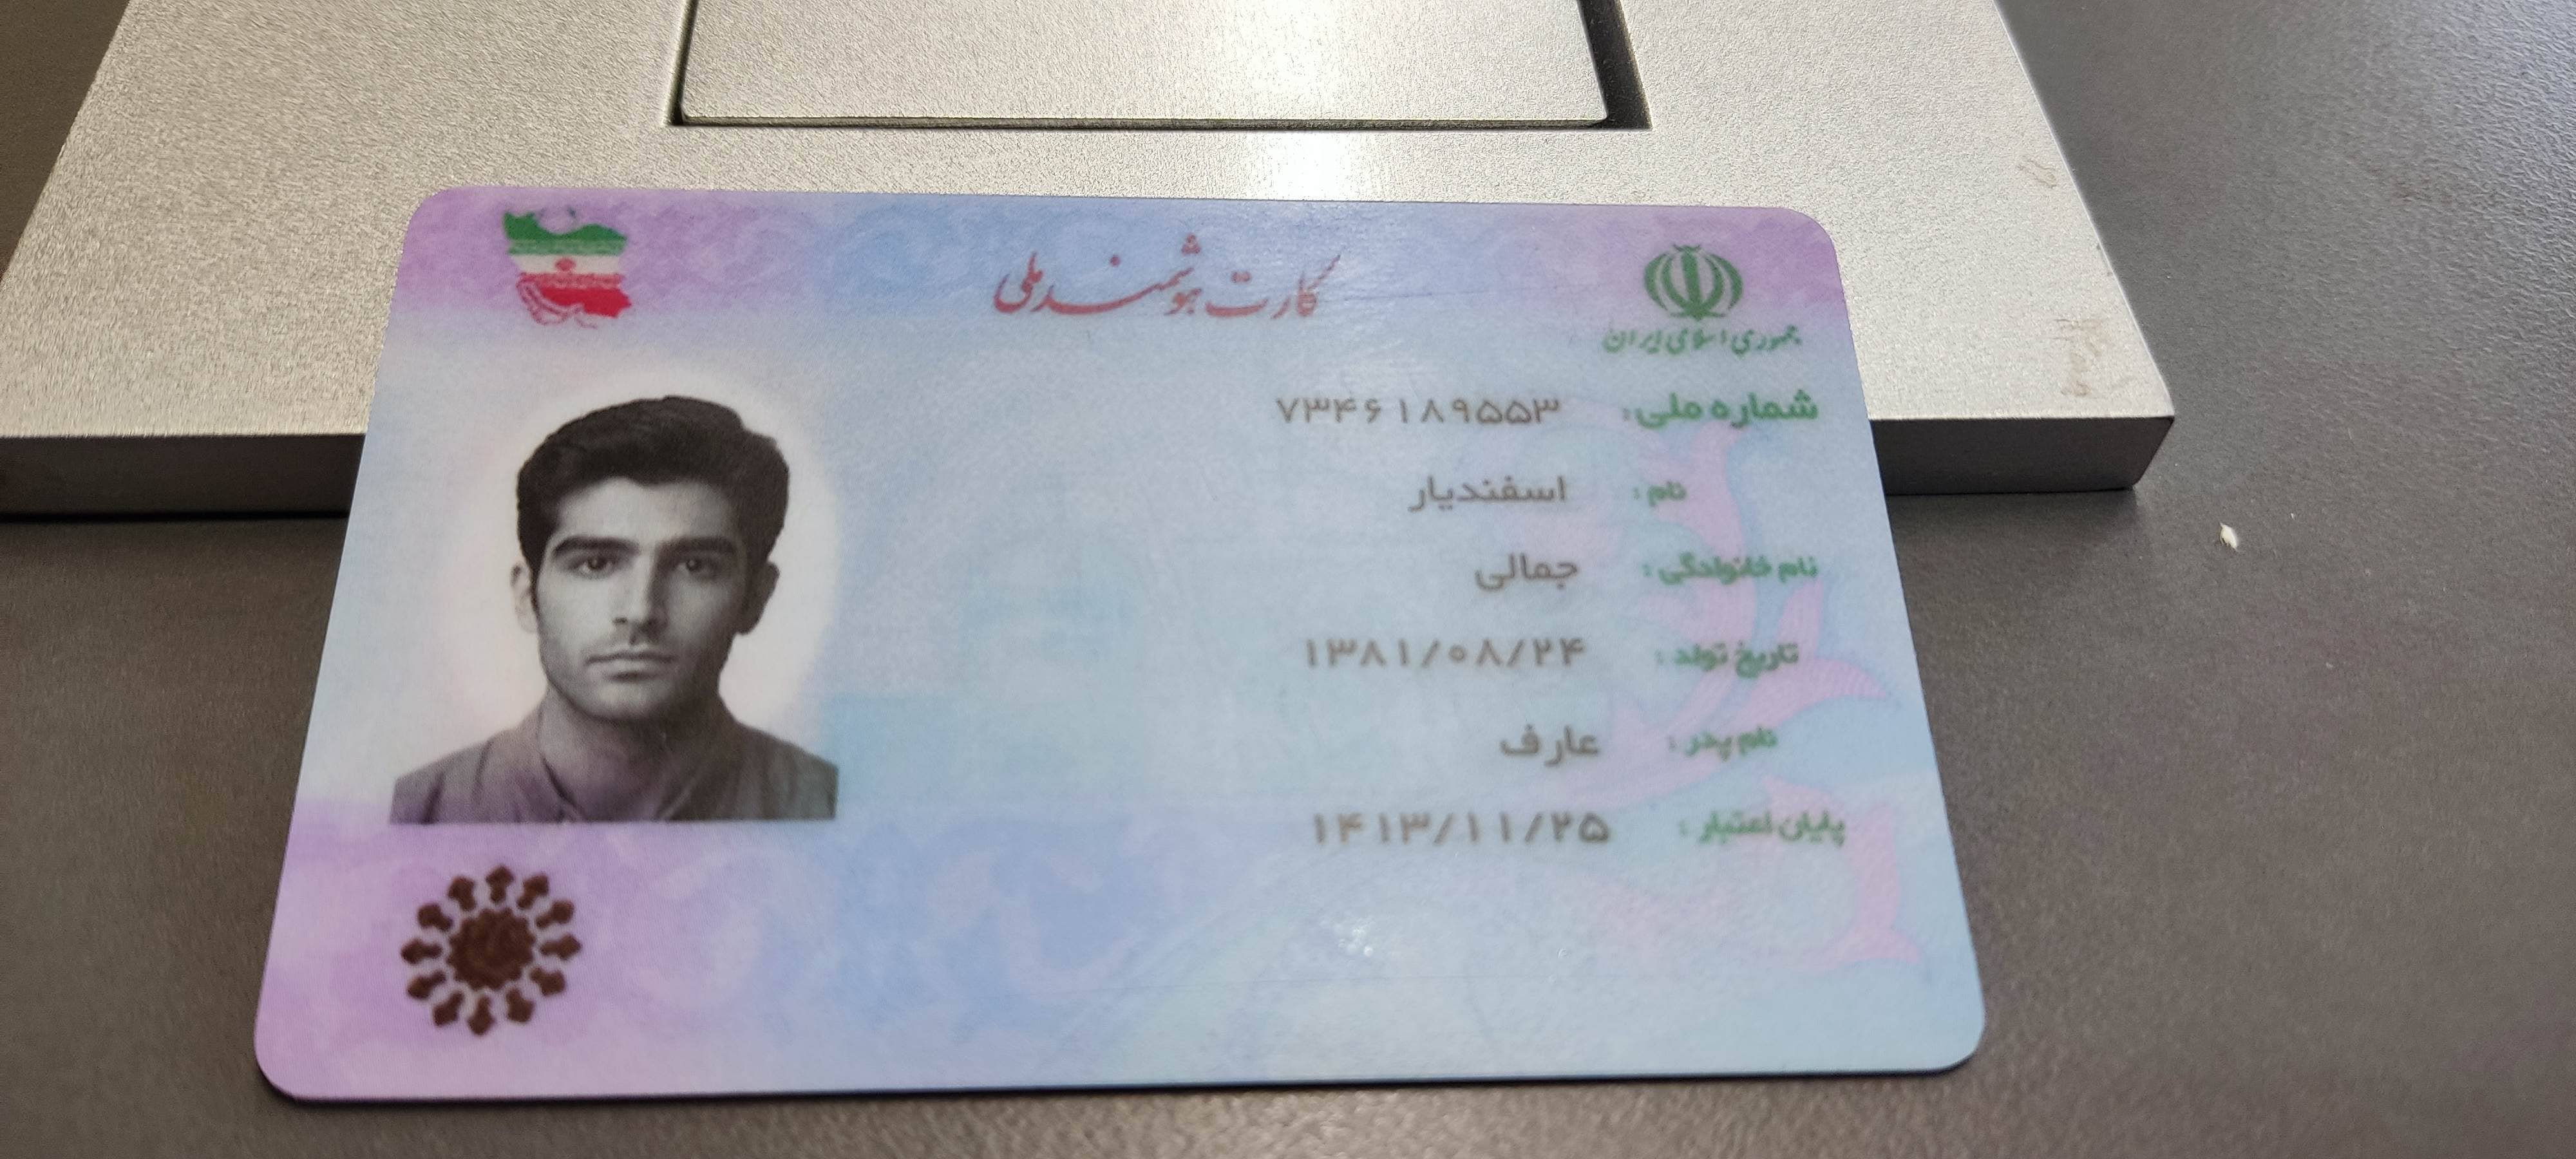 کارت هوشمند ملی
جمهوری اسلامی ایران
شماره ملی: ۷۳۴۶۱۸۹۵۵۳
نام: اسفندیار
نام خانوادگی: جمالی
تاریخ تولد: ۱۳۸۱/۰۸/۲۴
نام پدر: عارف
پایان اعتبار: ۱۴۱۳/۱۱/۲۵